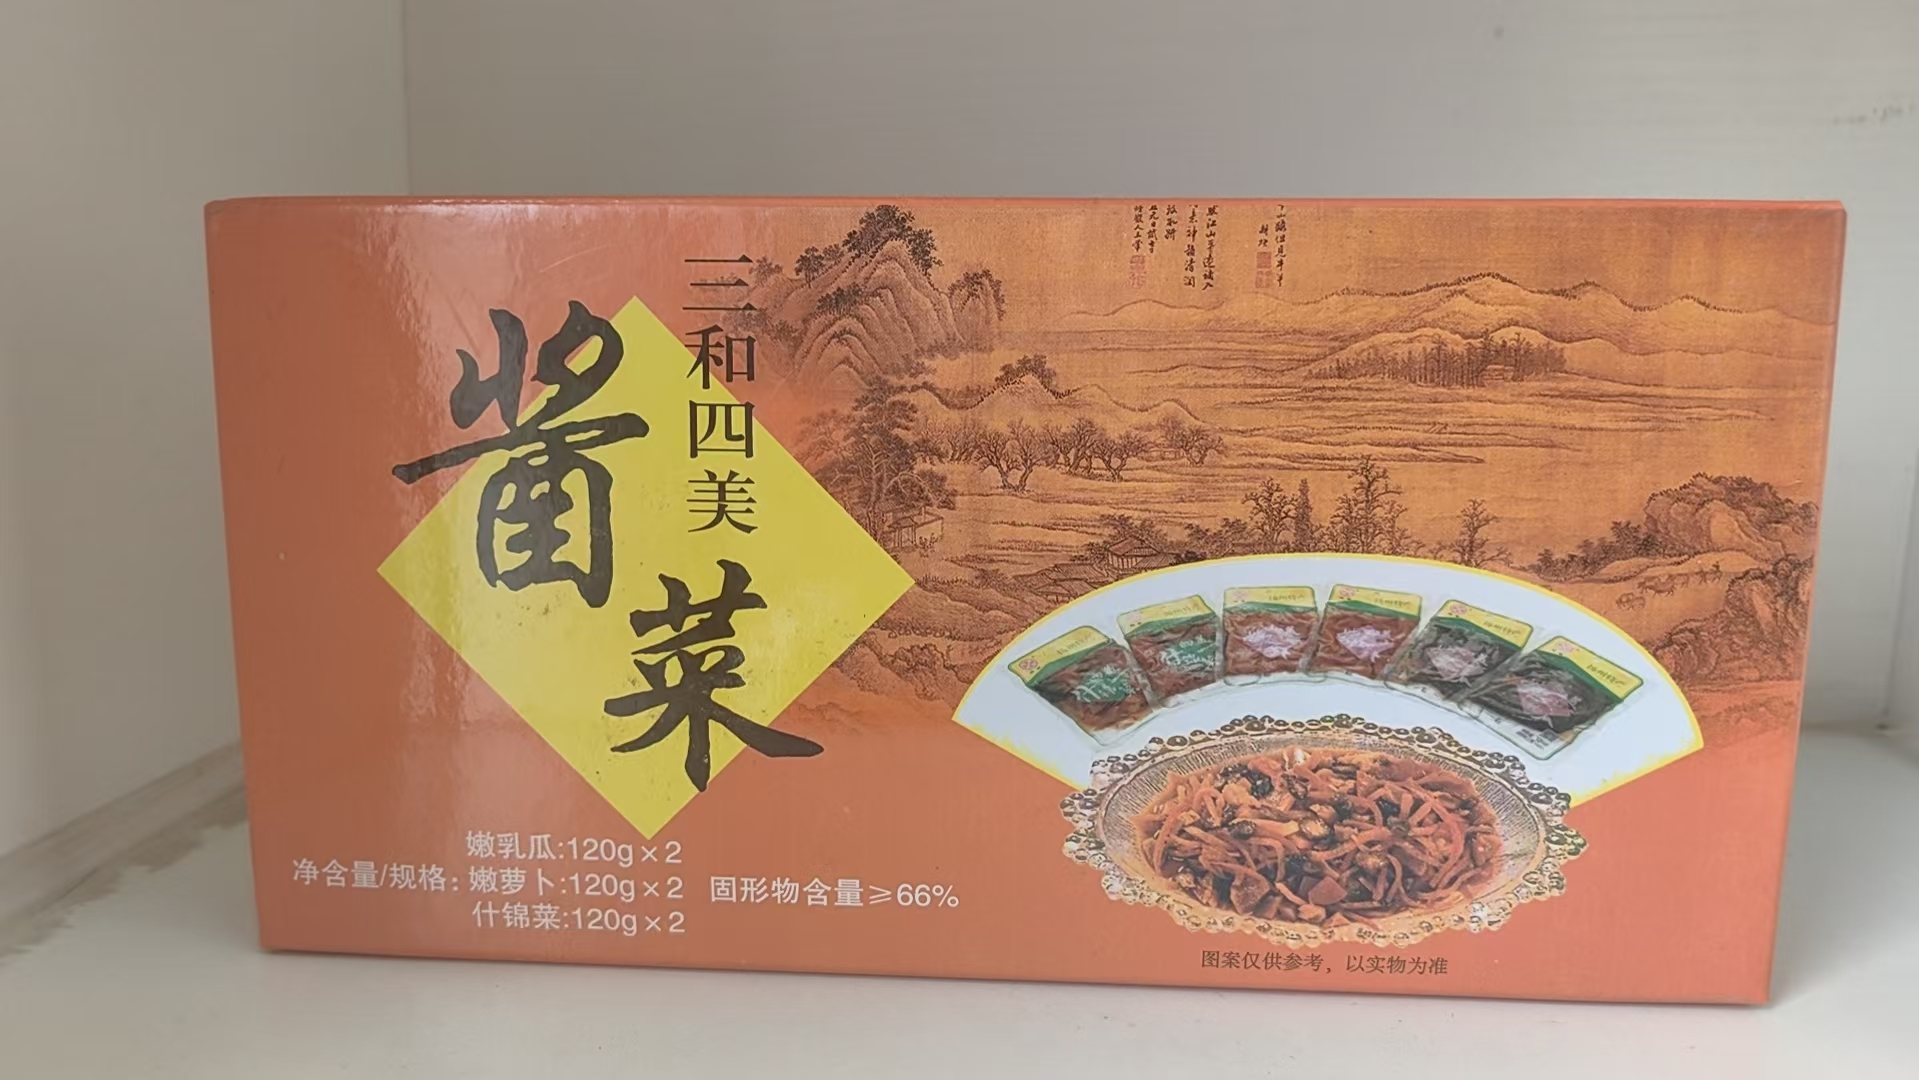 三和四美
酱菜
嫩乳瓜:120g×2
净含量/规格:嫩萝卜:120g×2 固形物含量≥66%
什锦菜:120g×2
图案仅供参考，以实物为准